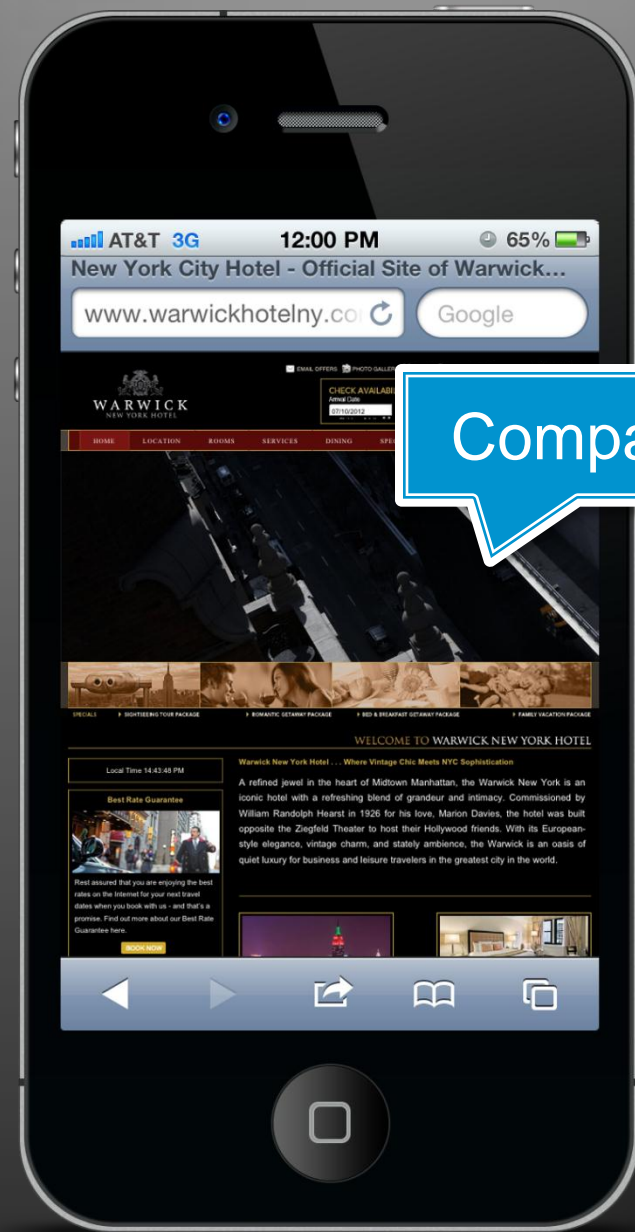 AT&T 3G 12:00 PM 65%
New York City Hotel - Official Site of Warwick...
www.warwickhotelny.co
Google
EMAIL OFFERS PHOTO GALLER
WARWICK
NEW YORK HOTEL
CHECK AVAILABI
Arrival Date
07/10/2012
HOME LOCATION ROOMS SERVICES DINING SPE
Compa
SPECIALS SIGHTSEEING TOUR PACKAGE ROMANTIC GETAWAY PACKAGE BED & BREAKFAST GETAWAY PACKAGE FAMILY VACATION PACKAGE
WELCOME TO WARWICK NEW YORK HOTEL
Local Time 14:43:48 PM
Best Rate Guarantee
Rest assured that you are enjoying the best
rates on the Internet for your next travel
dates when you book with us - and that's a
promise. Find out more about our Best Rate
Guarantee here.
BOOK NOW
Warwick New York Hotel . . . Where Vintage Chic Meets NYC Sophistication
A refined jewel in the heart of Midtown Manhattan, the Warwick New York is an
iconic hotel with a refreshing blend of grandeur and intimacy. Commissioned by
William Randolph Hearst in 1926 for his love, Marion Davies, the hotel was built
opposite the Ziegfeld Theater to host their Hollywood friends. With its European-
style elegance, vintage charm, and stately ambience, the Warwick is an oasis of
quiet luxury for business and leisure travelers in the greatest city in the world.